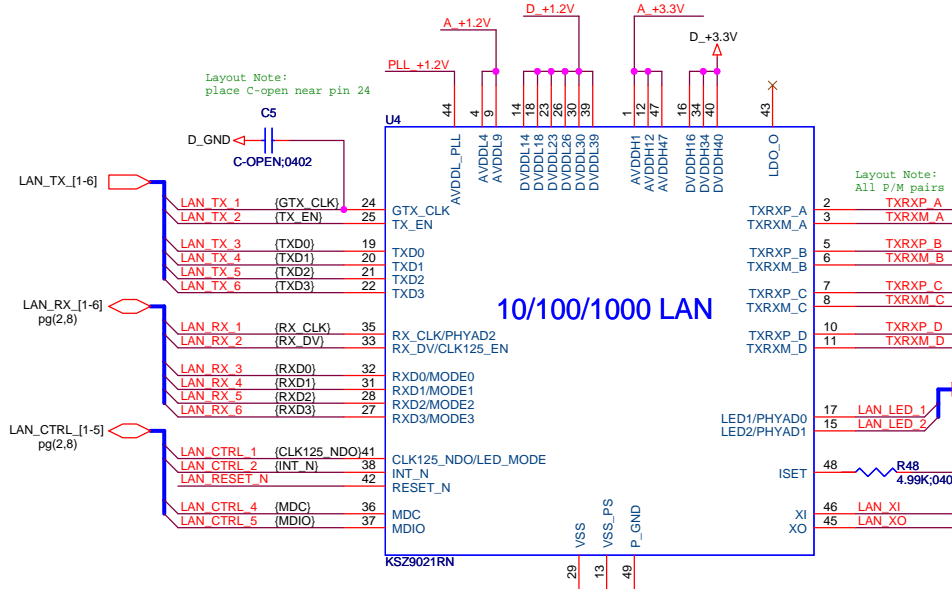 D_+1.2V
A_+3.3V
A_+1.2V
D_+3.3V
PLL_+1.2V
Layout Note:
place C-open near pin 24
C5
D_GND
C-OPEN;0402
44
4
9
14
18
23
26
30
39
1
12
47
16
34
40
43
U4
AVDDL_PLL
AVDDL4
AVDDL9
DVDDL14
DVDDL18
DVDDL23
DVDDL26
DVDDL30
DVDDL39
AVDDH1
AVDDH12
AVDDH47
DVDDH16
DVDDH34
DVDDH40
LDO_O
Layout Note:
All P/M pairs
LAN_TX_[1-6]
LAN_TX_1 {GTX_CLK} 24 GTX_CLK
LAN_TX_2 {TX_EN} 25 TX_EN
LAN_TX_3 {TXD0} 19 TXD0
LAN_TX_4 {TXD1} 20 TXD1
LAN_TX_5 {TXD2} 21 TXD2
LAN_TX_6 {TXD3} 22 TXD3
LAN_RX_[1-6]
pg(2,8)
LAN_RX_1 {RX_CLK} 35 RX_CLK/PHYAD2
LAN_RX_2 {RX_DV} 33 RX_DV/CLK125_EN
LAN_RX_3 {RXD0} 32 RXD0/MODE0
LAN_RX_4 {RXD1} 31 RXD1/MODE1
LAN_RX_5 {RXD2} 28 RXD2/MODE2
LAN_RX_6 {RXD3} 27 RXD3/MODE3
LAN_CTRL_[1-5]
pg(2,8)
LAN_CTRL_1 {CLK125_NDO} 41 CLK125_NDO/LED_MODE
LAN_CTRL_2 {INT_N} 38 INT_N
LAN_RESET_N 42 RESET_N
LAN_CTRL_4 {MDC} 36 MDC
LAN_CTRL_5 {MDIO} 37 MDIO
10/100/1000 LAN
TXRXP_A 2 TXRXP_A
TXRXM_A 3 TXRXM_A
TXRXP_B 5 TXRXP_B
TXRXM_B 6 TXRXM_B
TXRXP_C 7 TXRXP_C
TXRXM_C 8 TXRXM_C
TXRXP_D 10 TXRXP_D
TXRXM_D 11 TXRXM_D
LED1/PHYAD0 17 LAN_LED_1
LED2/PHYAD1 15 LAN_LED_2
ISET 48 R48
4.99K;040
XI 46 LAN_XI
XO 45 LAN_XO
VSS
VSS_PS
P_GND
KSZ9021RN
29
13
49